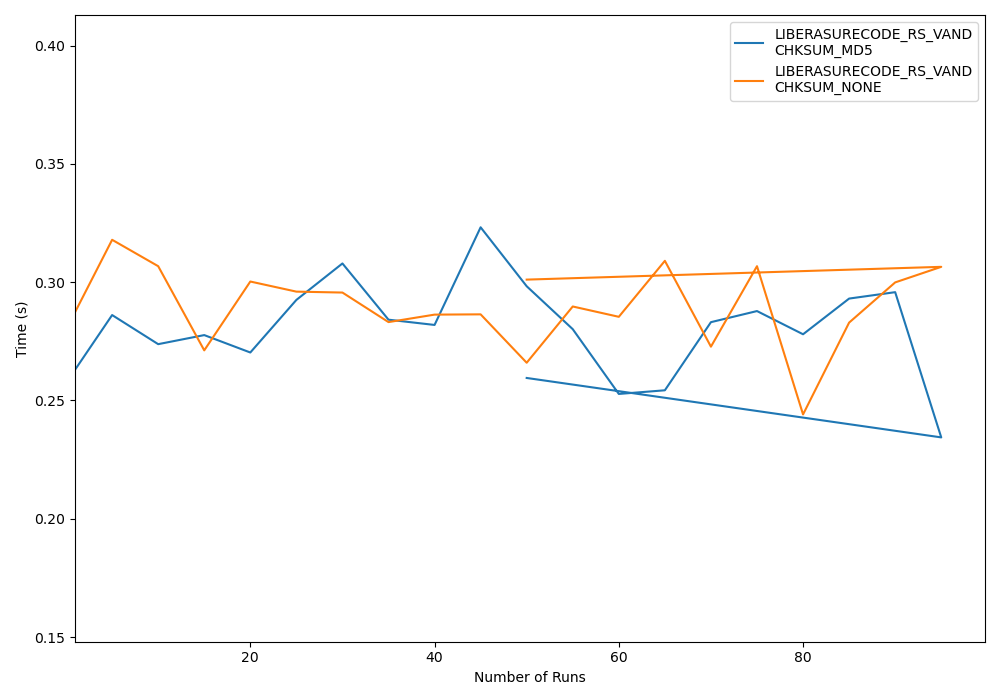 LIBERASURECODE_RS_VAND
CHKSUM_MD5
LIBERASURECODE_RS_VAND
CHKSUM_NONE
0.40
0.35
0.30
0.25
0.20
0.15
Time (s)
20 40 60 80
Number of Runs